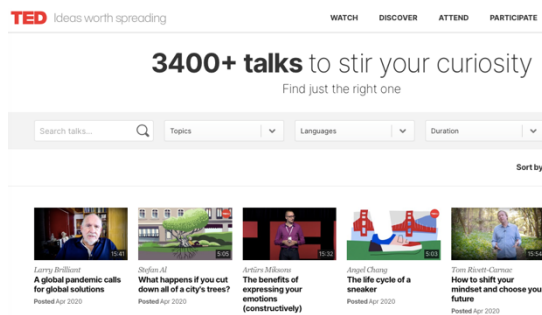 TED Ideas worth spreading
WATCH DISCOVER ATTEND PARTICIPATE
3400+ talks to stir your curiosity
Find just the right one
Search talks...
Topics
Languages
Duration
Sort by
15:41
5:05
15:32
5:03
15:54
Larry Brilliant
A global pandemic calls
for global solutions
Posted Apr 2020
Stefan Al
What happens if you cut
down all of a city's trees?
Posted Apr 2020
Artūrs Miksons
The benefits of
expressing your
emotions
(constructively)
Angel Chang
The life cycle of a
sneaker
Posted Apr 2020
Tom Rivett-Carnac
How to shift your
mindset and choose you
future
Posted Apr 2020